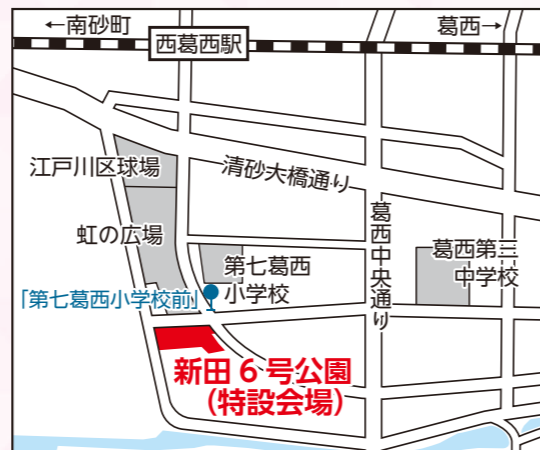 ←南砂町
葛西→
西葛西駅
江戸川区球場
清砂大橋通り
虹の広場
葛西中央通り
第七葛西
小学校
葛西第三
中学校
「第七葛西小学校前」
新田6号公園
(特設会場)